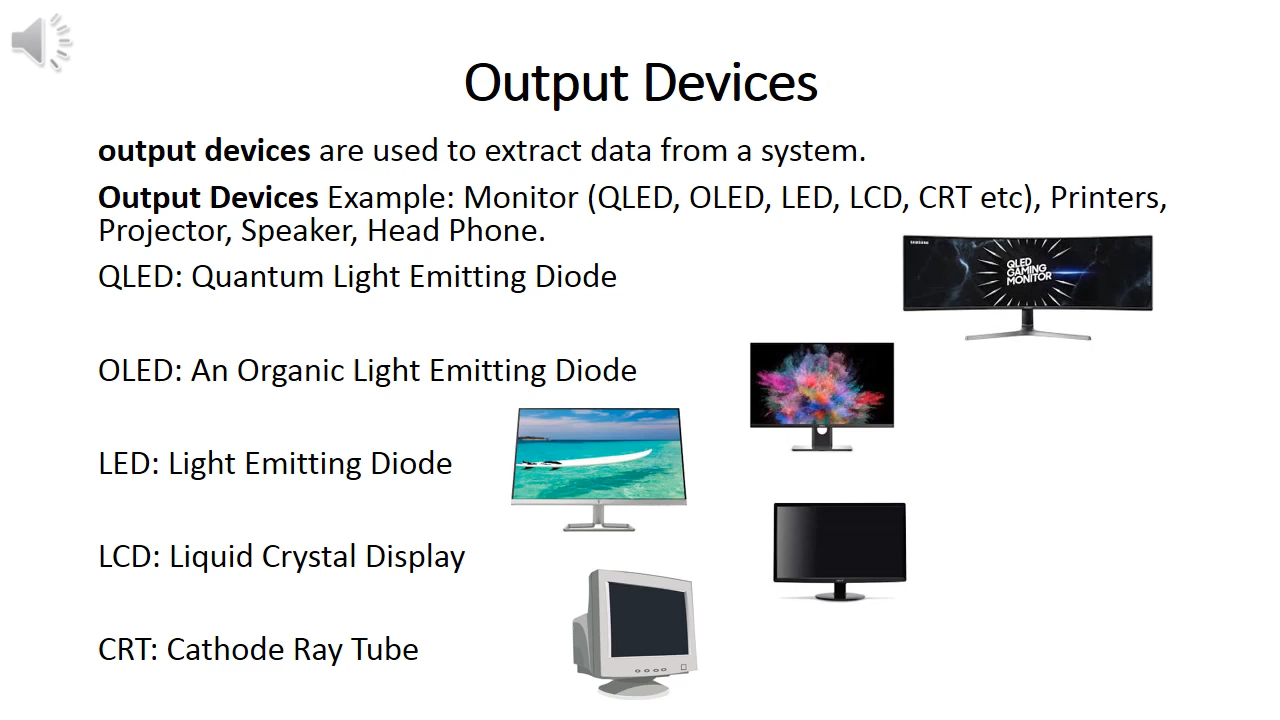 Output Devices
output devices are used to extract data from a system.
Output Devices Example: Monitor (QLED, OLED, LED, LCD, CRT etc), Printers,
Projector, Speaker, Head Phone.
QLED: Quantum Light Emitting Diode
SAMSUNG
QLED
GAMING
MONITOR
OLED: An Organic Light Emitting Diode
LED: Light Emitting Diode
LCD: Liquid Crystal Display
acer
CRT: Cathode Ray Tube